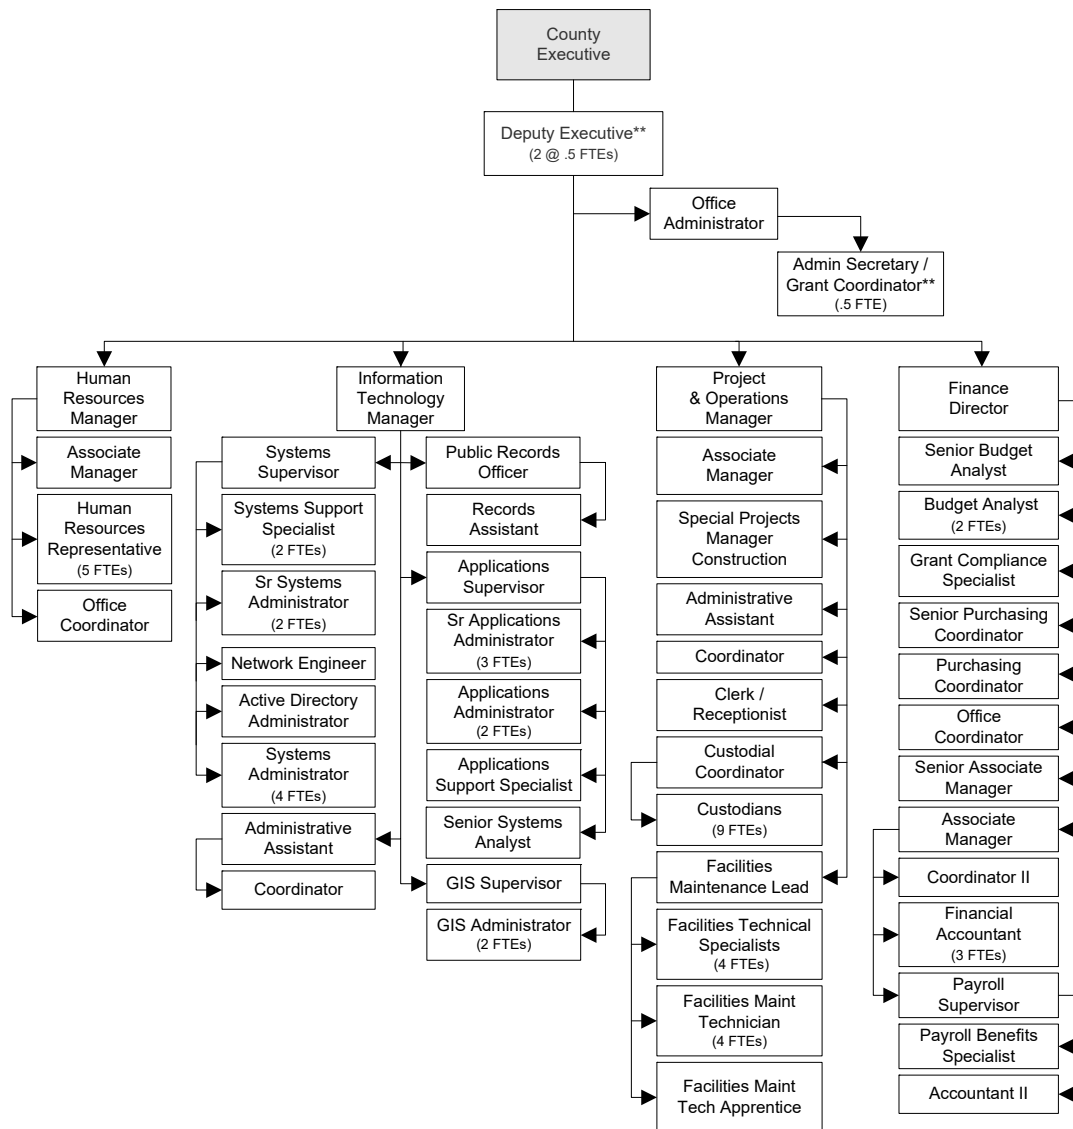 County
Executive
Deputy Executive**
(2 @ .5 FTEs)
Office
Administrator
Admin Secretary /
Grant Coordinator**
(.5 FTE)
Human
Resources
Manager
Associate
Manager
Human
Resources
Representative
(5 FTEs)
Office
Coordinator
Information
Technology
Manager
Systems
Supervisor
Systems Support
Specialist
(2 FTEs)
Sr Systems
Administrator
(2 FTEs)
Network Engineer
Active Directory
Administrator
Systems
Administrator
(4 FTEs)
Administrative
Assistant
Coordinator
Public Records
Officer
Records
Assistant
Applications
Supervisor
Sr Applications
Administrator
(3 FTEs)
Applications
Administrator
(2 FTEs)
Applications
Support Specialist
Senior Systems
Analyst
GIS Supervisor
GIS Administrator
(2 FTEs)
Project
& Operations
Manager
Associate
Manager
Special Projects
Manager
Construction
Administrative
Assistant
Coordinator
Clerk /
Receptionist
Custodial
Coordinator
Custodians
(9 FTEs)
Facilities
Maintenance Lead
Facilities Technical
Specialists
(4 FTEs)
Facilities Maint
Technician
(4 FTEs)
Facilities Maint
Tech Apprentice
Finance
Director
Senior Budget
Analyst
Budget Analyst
(2 FTEs)
Grant Compliance
Specialist
Senior Purchasing
Coordinator
Purchasing
Coordinator
Office
Coordinator
Senior Associate
Manager
Associate
Manager
Coordinator II
Financial
Accountant
(3 FTEs)
Payroll
Supervisor
Payroll Benefits
Specialist
Accountant II